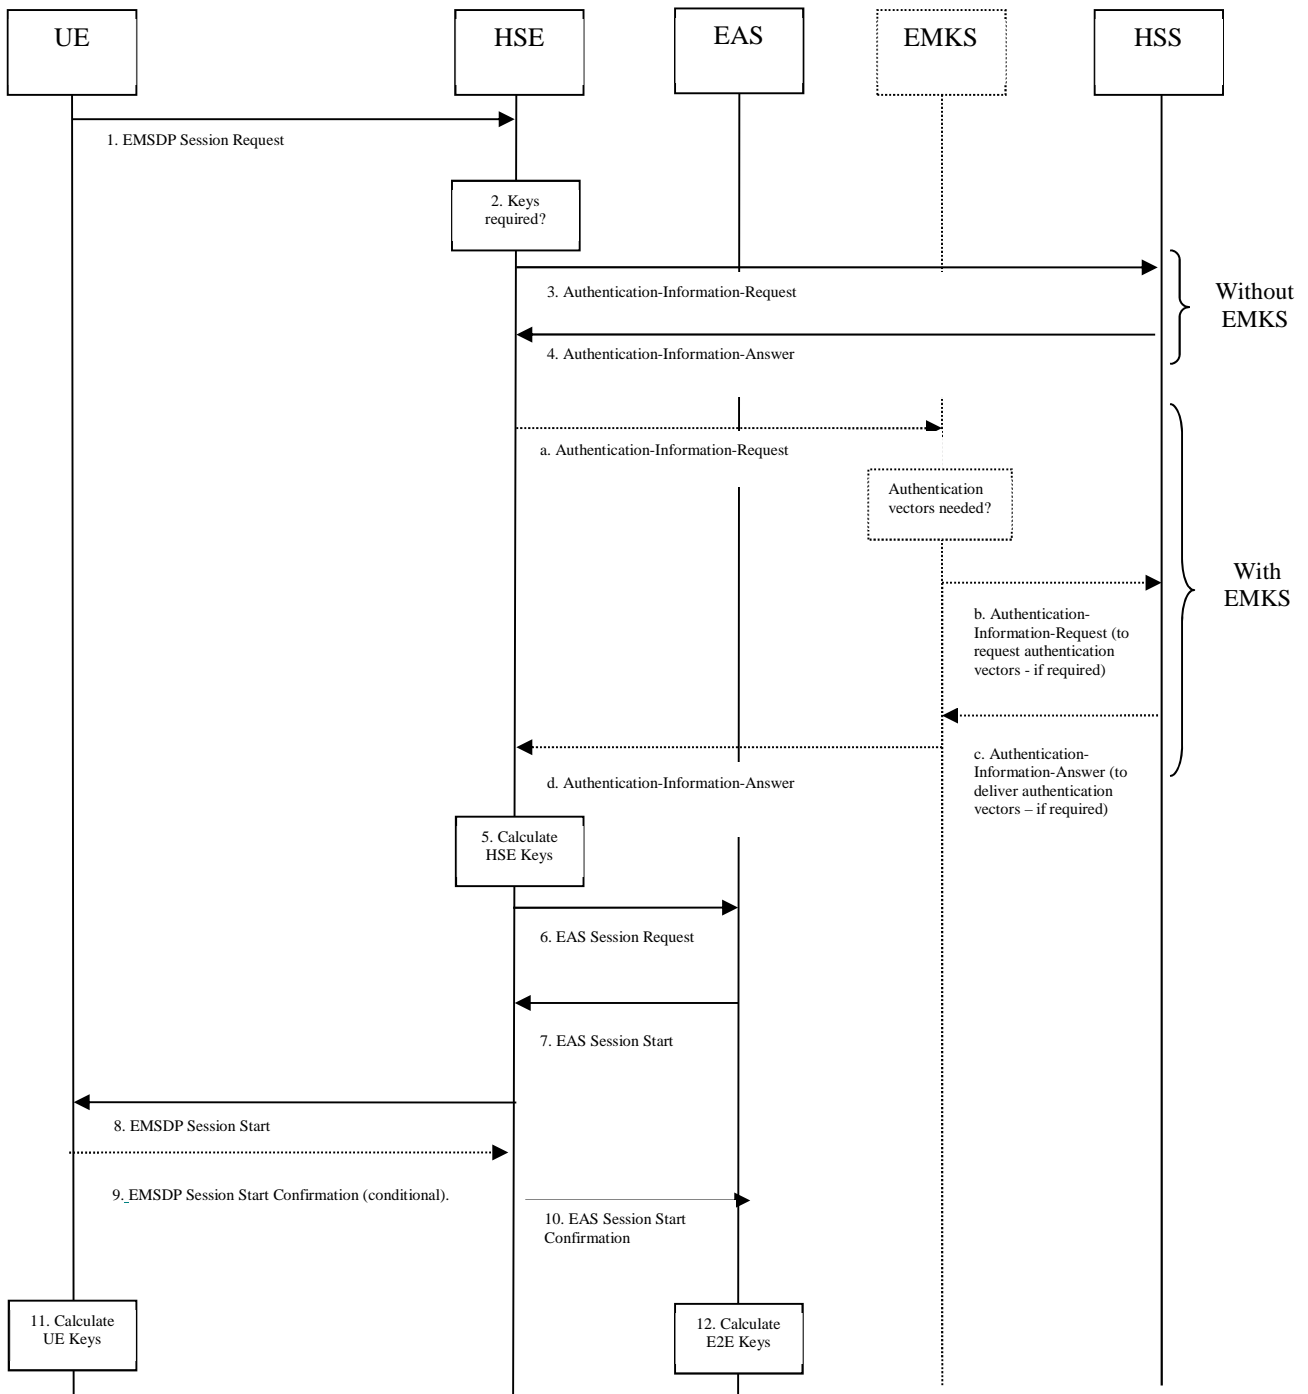 UE
HSE
EAS
EMKS
HSS
1. EMSDP Session Request
2. Keys
required?
3. Authentication-Information-Request
Without
EMKS
4. Authentication-Information-Answer
a. Authentication-Information-Request
Authentication
vectors needed?
With
EMKS
b. Authentication-
Information-Request (to
request authentication
vectors - if required)
c. Authentication-
Information-Answer (to
deliver authentication
vectors – if required)
d. Authentication-Information-Answer
5. Calculate
HSE Keys
6. EAS Session Request
7. EAS Session Start
8. EMSDP Session Start
9. EMSDP Session Start Confirmation (conditional).
10. EAS Session Start
Confirmation
11. Calculate
UE Keys
12. Calculate
E2E Keys